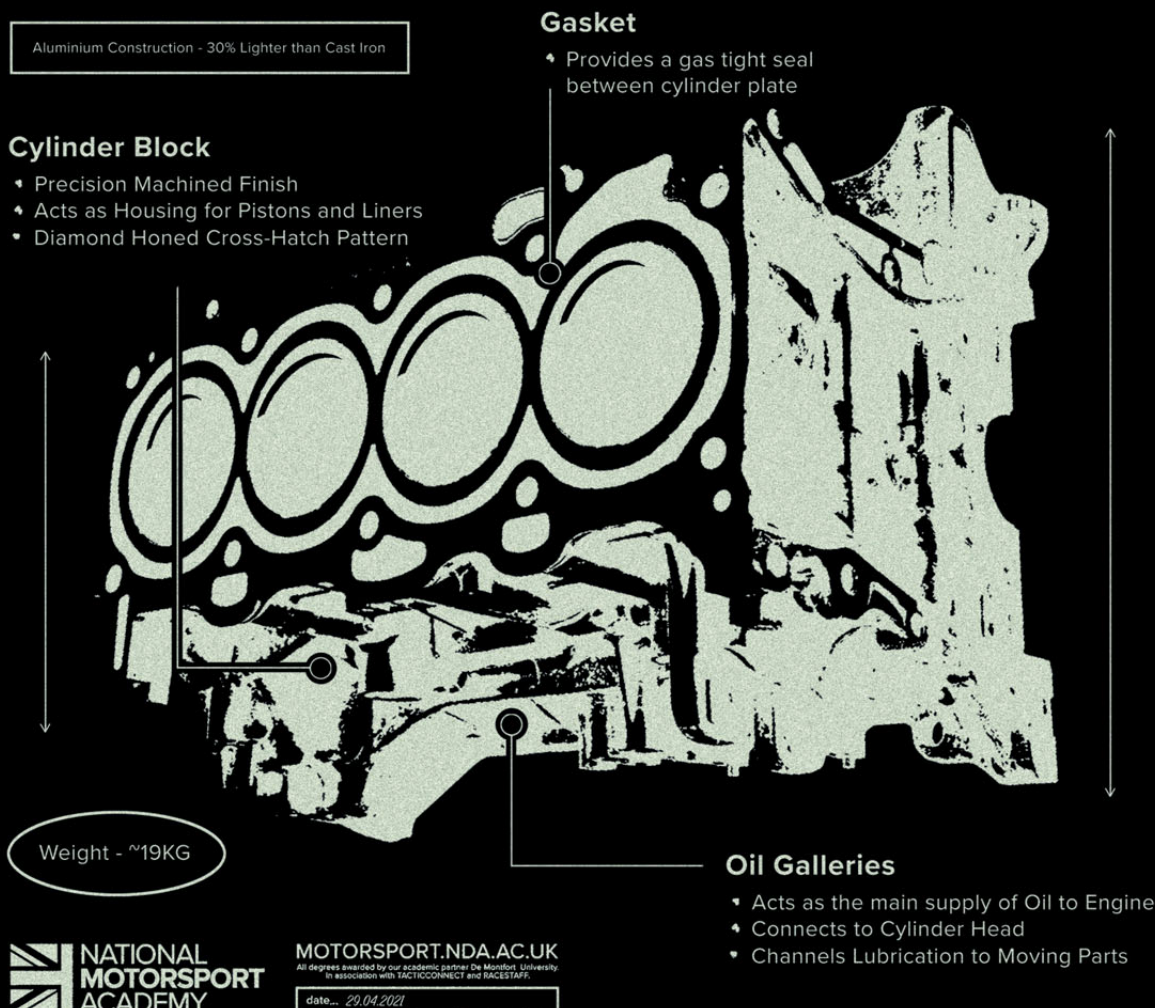 Aluminium Construction - 30% Lighter than Cast Iron
Gasket
Provides a gas tight seal
between cylinder plate
Cylinder Block
Precision Machined Finish
Acts as Housing for Pistons and Liners
Diamond Honed Cross-Hatch Pattern
Weight - ~19KG
Oil Galleries
Acts as the main supply of Oil to Engine
Connects to Cylinder Head
Channels Lubrication to Moving Parts
NATIONAL
MOTORSPORT
ACADEMY
MOTORSPORT.NDA.AC.UK
All degrees awarded by our academic partner De Montfort University.
In association with TACTICCONNECT and RACESTAFF.
date... 29.04.2021